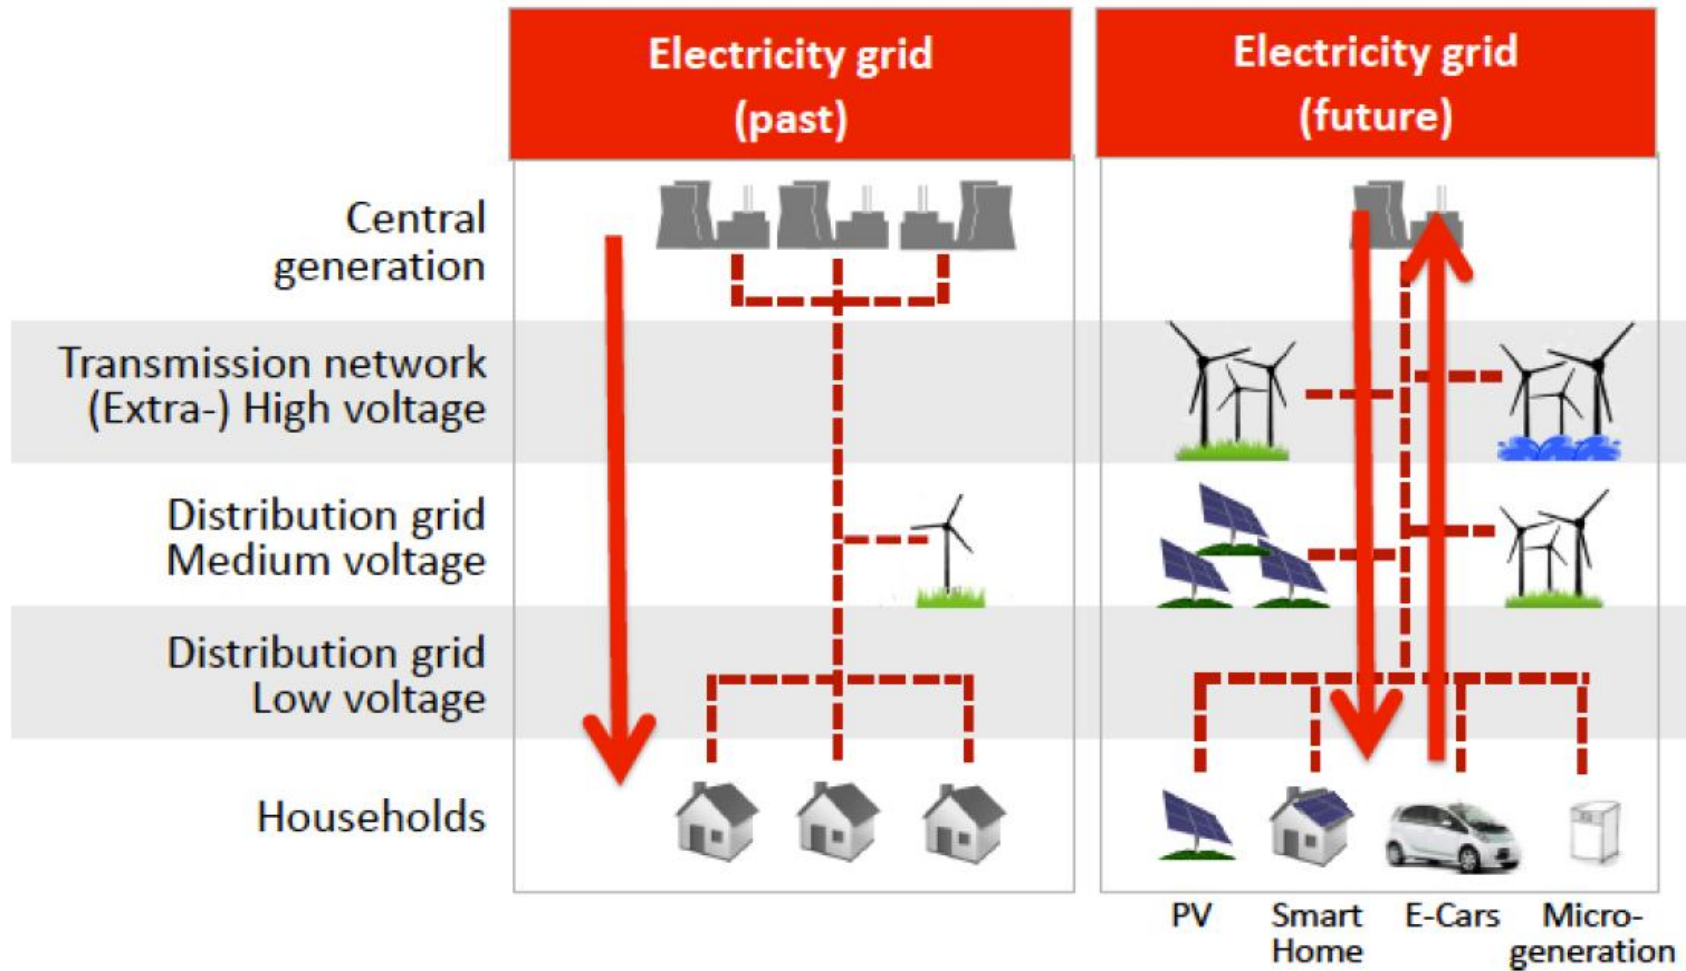 Electricity grid
(past)
Electricity grid
(future)
Central
generation
Transmission network
(Extra-) High voltage
Distribution grid
Medium voltage
Distribution grid
Low voltage
Households
PV
Smart
Home
E-Cars
Micro-
generation